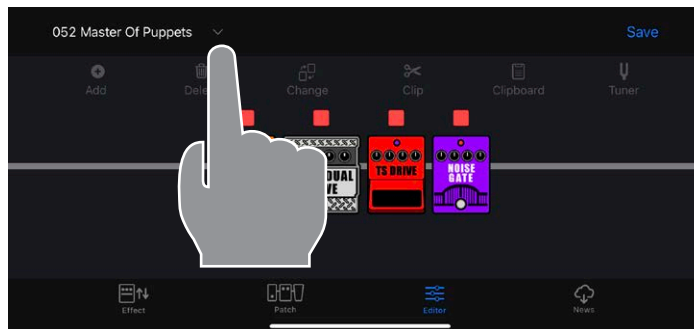 052 Master Of Puppets
Save
Add
Change
Clip
Clipboard
Tuner
TS DRIVE
NOISE
GATE
Effect
Patch
Editor
News